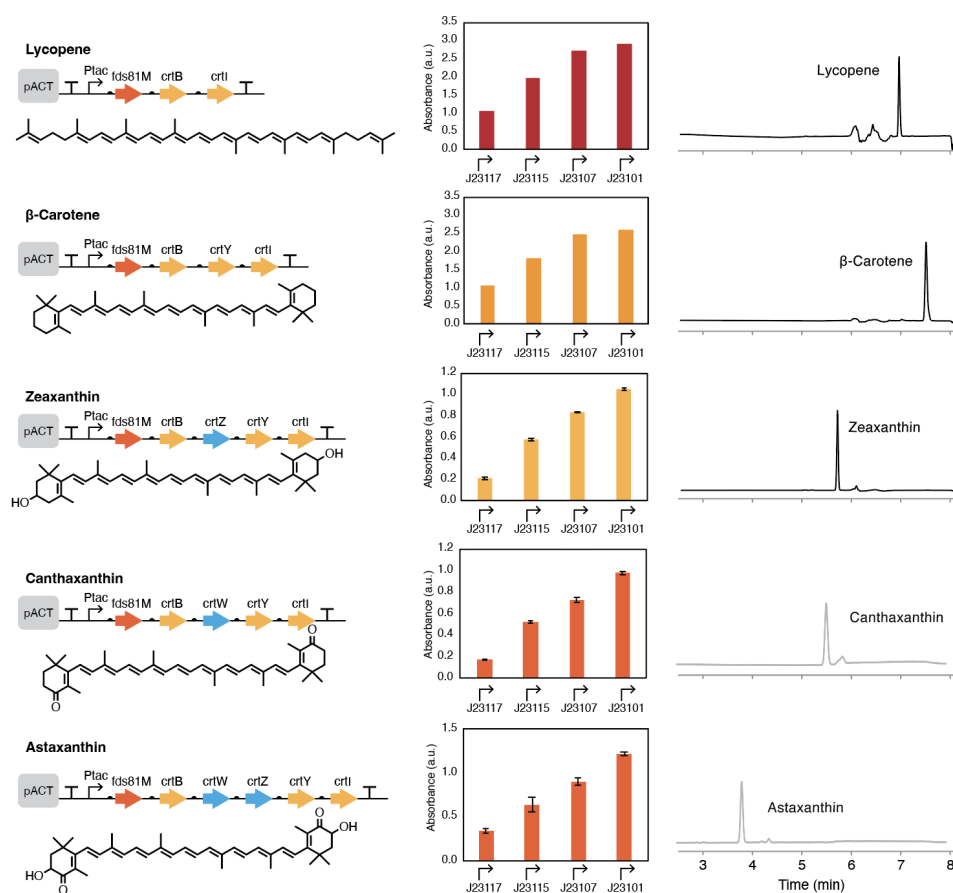 Lycopene
pACT Ptac fds81M crtB crtI
Absorbance (a.u.)
3.5
3.0
2.5
2.0
1.5
1.0
0.5
0.0
J23117 J23115 J23107 J23101
Lycopene
β-Carotene
pACT Ptac fds81M crtB crtY crtI
Absorbance (a.u.)
3.5
3.0
2.5
2.0
1.5
1.0
0.5
0.0
J23117 J23115 J23107 J23101
β-Carotene
Zeaxanthin
pACT Ptac fds81M crtB crtZ crtY crtI
OH
HO
Absorbance (a.u.)
1.2
1.0
0.8
0.6
0.4
0.2
0.0
J23117 J23115 J23107 J23101
Zeaxanthin
Canthaxanthin
pACT Ptac fds81M crtB crtW crtY crtI
O
O
Absorbance (a.u.)
1.2
1.0
0.8
0.6
0.4
0.2
0.0
J23117 J23115 J23107 J23101
Canthaxanthin
Astaxanthin
pACT Ptac fds81M crtB crtW crtZ crtY crtI
O
OH
HO
O
Absorbance (a.u.)
1.5
1.0
0.5
0.0
J23117 J23115 J23107 J23101
Astaxanthin
3 4 5 6 7 8
Time (min)